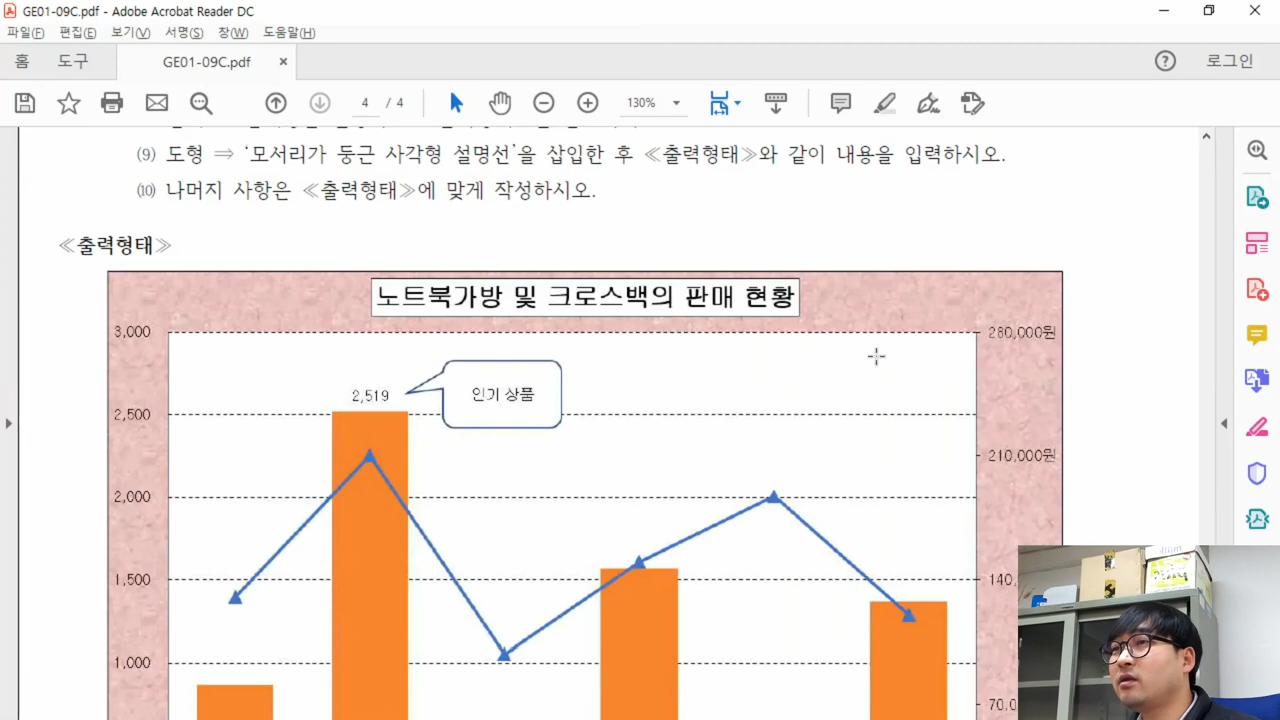 GE01-09C.pdf - Adobe Acrobat Reader DC
파일(F) 편집(E) 보기(V) 서명(S) 창(W) 도움말(H)
홈 도구 GE01-09C.pdf × 로그인
4 / 4 130%
(9) 도형 ⇒ ‘모서리가 둥근 사각형 설명선’을 삽입한 후 ≪출력형태≫와 같이 내용을 입력하시오.
(10) 나머지 사항은 ≪출력형태≫에 맞게 작성하시오.
≪출력형태≫
노트북가방 및 크로스백의 판매 현황
3,000 280,000원
2,519 인기 상품
2,500
210,000원
2,000
1,500 140,
1,000
70,0